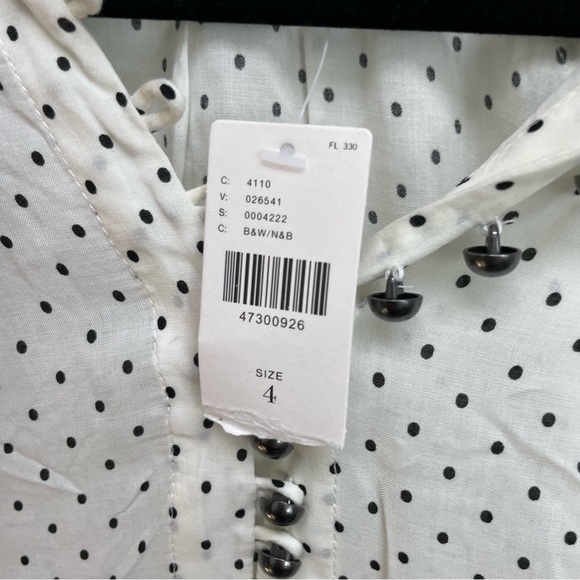 FL 330
C: 4110
V: 026541
S: 0004222
C: B&W/N&B
47300926
SIZE
4